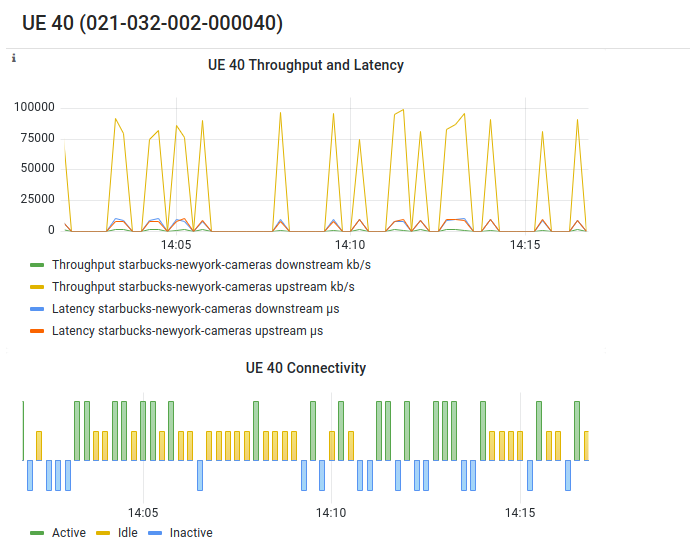 UE 40 (021-032-002-000040)
i
UE 40 Throughput and Latency
100000
75000
50000
25000
0
14:05 14:10 14:15
Throughput starbucks-newyork-cameras downstream kb/s
Throughput starbucks-newyork-cameras upstream kb/s
Latency starbucks-newyork-cameras downstream µs
Latency starbucks-newyork-cameras upstream µs
UE 40 Connectivity
14:05 14:10 14:15
Active Idle Inactive